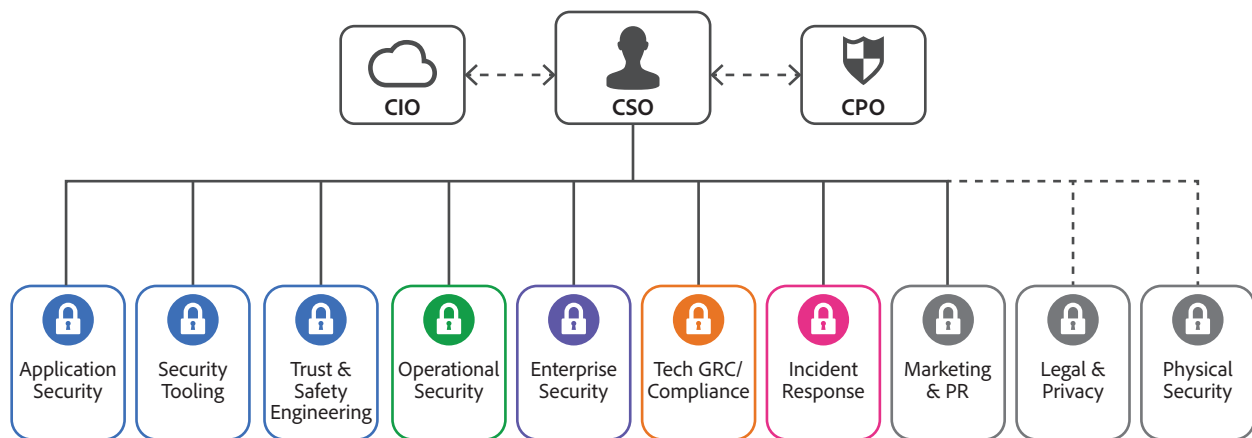 CIO
CSO
CPO
Application
Security
Security
Tooling
Trust &
Safety
Engineering
Operational
Security
Enterprise
Security
Tech GRC/
Compliance
Incident
Response
Marketing
& PR
Legal &
Privacy
Physical
Security